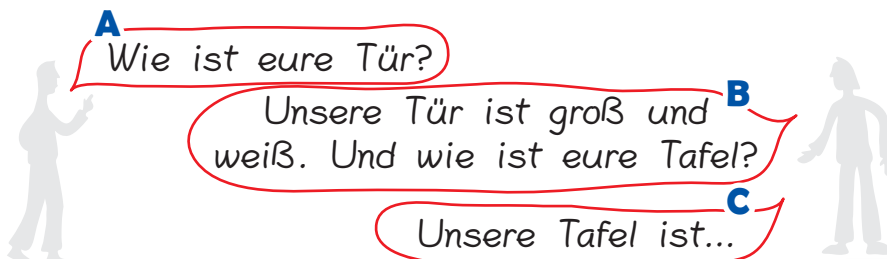 A
Wie ist eure Tür?
B
Unsere Tür ist groß und
weiß. Und wie ist eure Tafel?
C
Unsere Tafel ist...